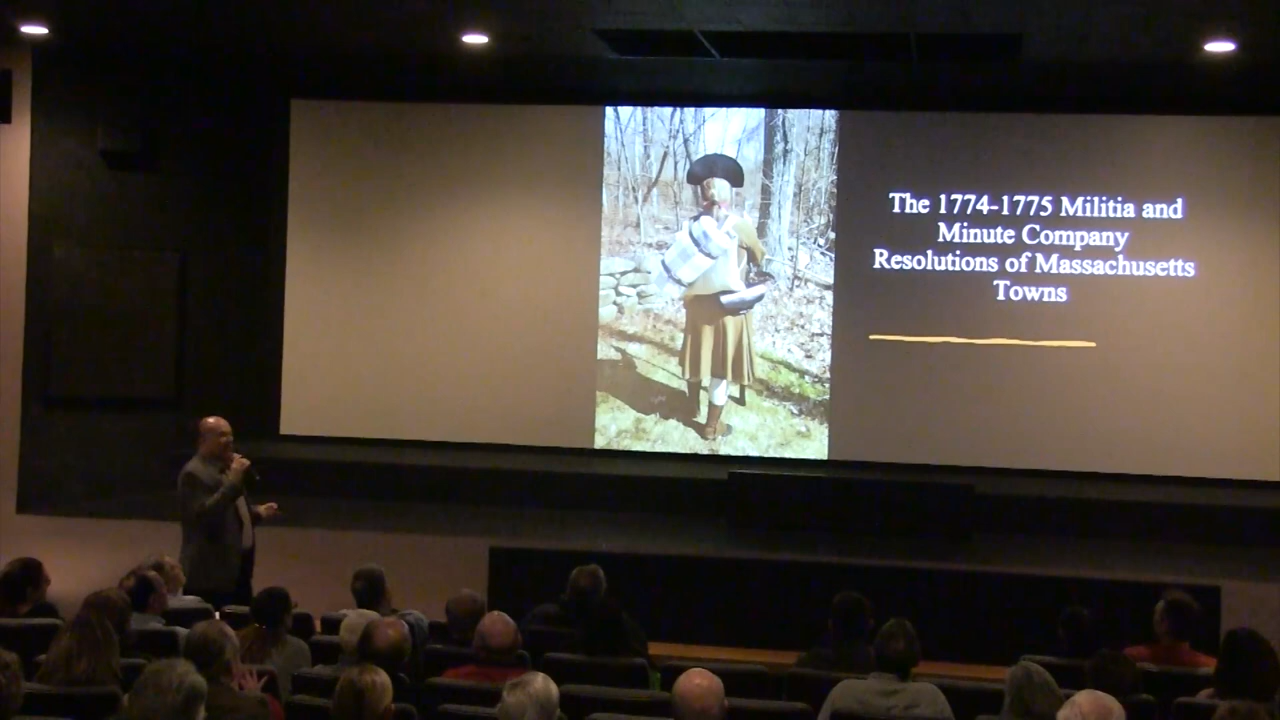 The 1774-1775 Militia and
Minute Company
Resolutions of Massachusetts
Towns